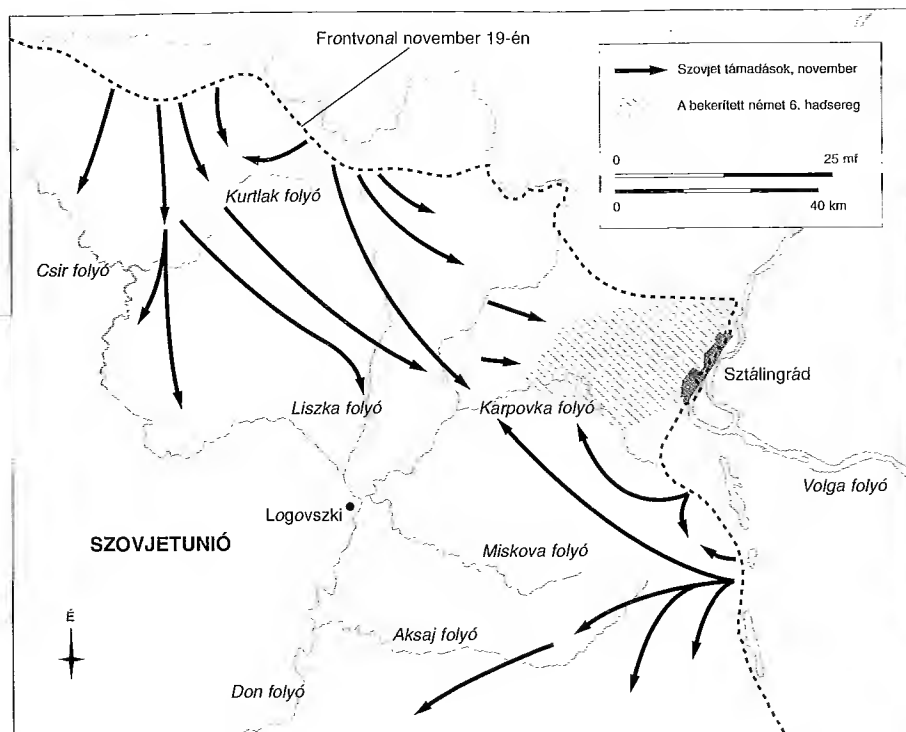 Frontvonal november 19-én
Szovjet támadások, november
A bekerített német 6. hadsereg
0 25 mf
0 40 km
Kurtlak folyó
Csir folyó
Liszka folyó
Karpovka folyó
Sztálingrád
Volga folyó
Logovszki
SZOVJETUNIÓ
Miskova folyó
É
Aksaj folyó
Don folyó